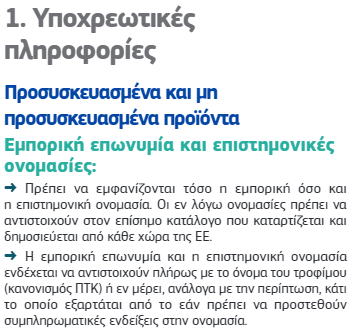 1. Υποχρεωτικές
πληροφορίες
Προσυσκευασμένα και μη
προσυσκευασμένα προϊόντα
Εμπορική επωνυμία και επιστημονικές
ονομασίες:
➜ Πρέπει να εμφανίζονται τόσο η εμπορική όσο και
η επιστημονική ονομασία. Οι εν λόγω ονομασίες πρέπει να
αντιστοιχούν στον επίσημο κατάλογο που καταρτίζεται και
δημοσιεύεται από κάθε χώρα της ΕΕ.
➜ Η εμπορική επωνυμία και η επιστημονική ονομασία
ενδέχεται να αντιστοιχούν πλήρως με το όνομα του τροφίμου
(κανονισμός ΠΤΚ) ή εν μέρει, ανάλογα με την περίπτωση, κάτι
το οποίο εξαρτάται από το εάν πρέπει να προστεθούν
συμπληρωματικές ενδείξεις στην ονομασία.